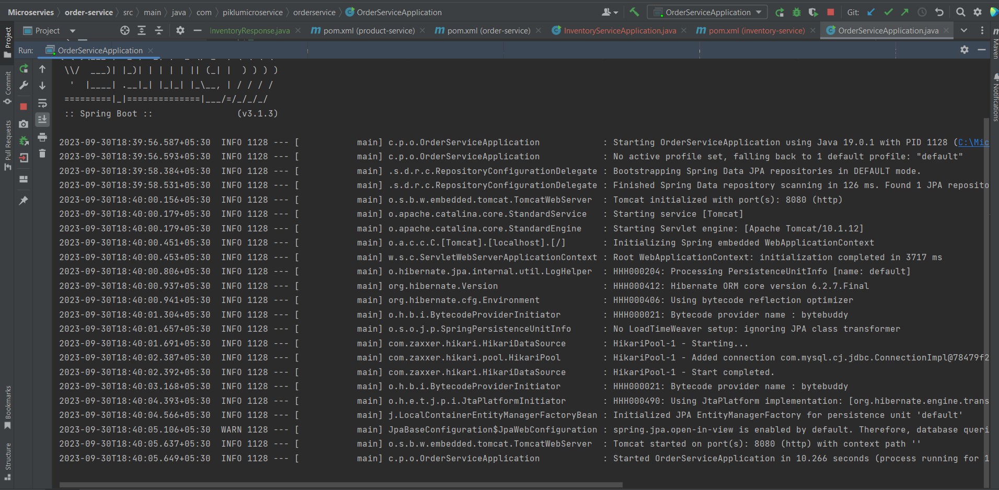 Microservies order-service src main java com piklumicroservice orderservice OrderServiceApplication OrderServiceApplication Git:
Project InventoryResponse.java pom.xml (product-service) pom.xml (order-service) InventoryServiceApplication.java pom.xml (inventory-service) OrderServiceApplication.java
Run: OrderServiceApplication
Project
Commit
Pull Requests
Bookmarks
Structure
Maven
Notifications
\\/  ___)| |_)| | | | | || (_| |  ) ) ) )
'  |____| .__|_| |_|_| |_\__, | / / / /
=========|_|==============|___/=/_/_/_/
:: Spring Boot ::                (v3.1.3)
2023-09-30T18:39:56.587+05:30  INFO 1128 --- [           main] c.p.o.OrderServiceApplication            : Starting OrderServiceApplication using Java 19.0.1 with PID 1128 (C:\Mic
2023-09-30T18:39:56.593+05:30  INFO 1128 --- [           main] c.p.o.OrderServiceApplication            : No active profile set, falling back to 1 default profile: "default"
2023-09-30T18:39:58.384+05:30  INFO 1128 --- [           main] .s.d.r.c.RepositoryConfigurationDelegate : Bootstrapping Spring Data JPA repositories in DEFAULT mode.
2023-09-30T18:39:58.531+05:30  INFO 1128 --- [           main] .s.d.r.c.RepositoryConfigurationDelegate : Finished Spring Data repository scanning in 126 ms. Found 1 JPA reposito
2023-09-30T18:40:00.156+05:30  INFO 1128 --- [           main] o.s.b.w.embedded.tomcat.TomcatWebServer  : Tomcat initialized with port(s): 8080 (http)
2023-09-30T18:40:00.179+05:30  INFO 1128 --- [           main] o.apache.catalina.core.StandardService   : Starting service [Tomcat]
2023-09-30T18:40:00.179+05:30  INFO 1128 --- [           main] o.apache.catalina.core.StandardEngine    : Starting Servlet engine: [Apache Tomcat/10.1.12]
2023-09-30T18:40:00.451+05:30  INFO 1128 --- [           main] o.a.c.c.C.[Tomcat].[localhost].[/]       : Initializing Spring embedded WebApplicationContext
2023-09-30T18:40:00.453+05:30  INFO 1128 --- [           main] w.s.c.ServletWebServerApplicationContext : Root WebApplicationContext: initialization completed in 3717 ms
2023-09-30T18:40:00.806+05:30  INFO 1128 --- [           main] o.hibernate.jpa.internal.util.LogHelper  : HHH000204: Processing PersistenceUnitInfo [name: default]
2023-09-30T18:40:00.937+05:30  INFO 1128 --- [           main] org.hibernate.Version                    : HHH000412: Hibernate ORM core version 6.2.7.Final
2023-09-30T18:40:00.941+05:30  INFO 1128 --- [           main] org.hibernate.cfg.Environment            : HHH000406: Using bytecode reflection optimizer
2023-09-30T18:40:01.304+05:30  INFO 1128 --- [           main] o.h.b.i.BytecodeProviderInitiator        : HHH000021: Bytecode provider name : bytebuddy
2023-09-30T18:40:01.657+05:30  INFO 1128 --- [           main] o.s.o.j.p.SpringPersistenceUnitInfo      : No LoadTimeWeaver setup: ignoring JPA class transformer
2023-09-30T18:40:01.691+05:30  INFO 1128 --- [           main] com.zaxxer.hikari.HikariDataSource       : HikariPool-1 - Starting...
2023-09-30T18:40:02.387+05:30  INFO 1128 --- [           main] com.zaxxer.hikari.pool.HikariPool        : HikariPool-1 - Added connection com.mysql.cj.jdbc.ConnectionImpl@78479f2
2023-09-30T18:40:02.392+05:30  INFO 1128 --- [           main] com.zaxxer.hikari.HikariDataSource       : HikariPool-1 - Start completed.
2023-09-30T18:40:03.168+05:30  INFO 1128 --- [           main] o.h.b.i.BytecodeProviderInitiator        : HHH000021: Bytecode provider name : bytebuddy
2023-09-30T18:40:04.393+05:30  INFO 1128 --- [           main] o.h.e.t.j.p.i.JtaPlatformInitiator       : HHH000490: Using JtaPlatform implementation: [org.hibernate.engine.trans
2023-09-30T18:40:04.566+05:30  INFO 1128 --- [           main] j.LocalContainerEntityManagerFactoryBean : Initialized JPA EntityManagerFactory for persistence unit 'default'
2023-09-30T18:40:05.106+05:30  WARN 1128 --- [           main] JpaBaseConfiguration$JpaWebConfiguration : spring.jpa.open-in-view is enabled by default. Therefore, database queri
2023-09-30T18:40:05.637+05:30  INFO 1128 --- [           main] o.s.b.w.embedded.tomcat.TomcatWebServer  : Tomcat started on port(s): 8080 (http) with context path ''
2023-09-30T18:40:05.649+05:30  INFO 1128 --- [           main] c.p.o.OrderServiceApplication            : Started OrderServiceApplication in 10.266 seconds (process running for 1